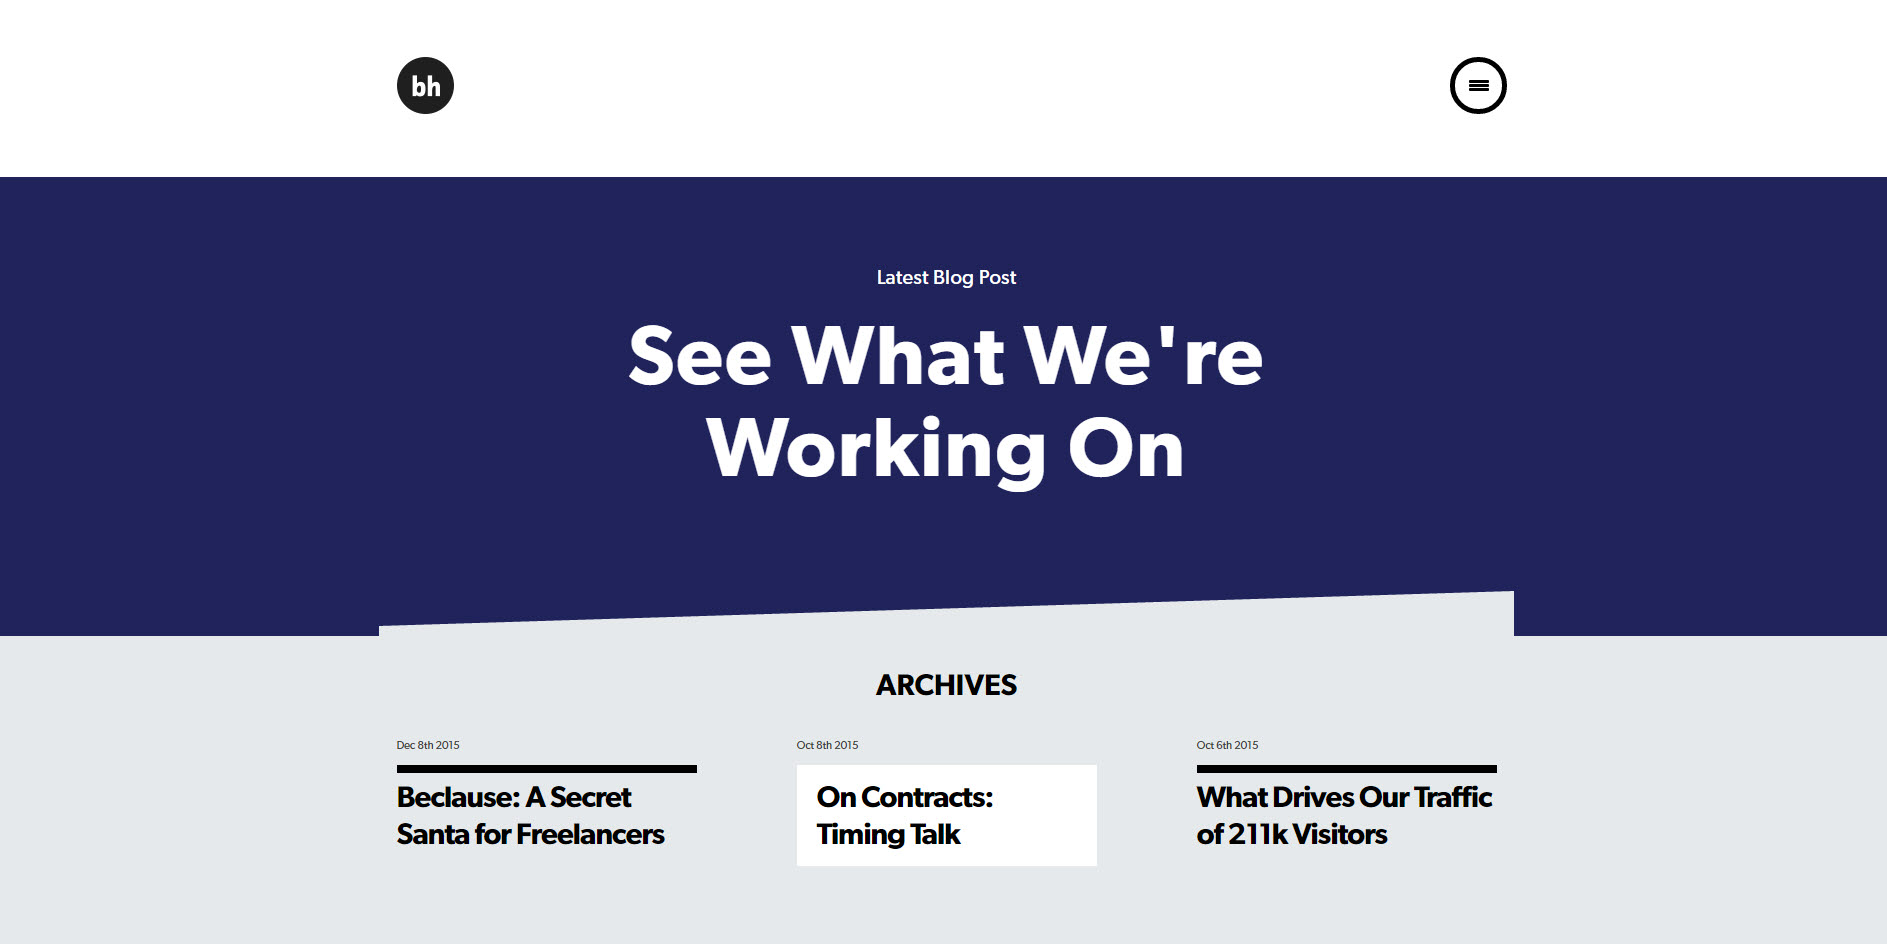 bh
Latest Blog Post
See What We're
Working On
ARCHIVES
Dec 8th 2015
Beclause: A Secret
Santa for Freelancers
Oct 8th 2015
On Contracts:
Timing Talk
Oct 6th 2015
What Drives Our Traffic
of 211k Visitors